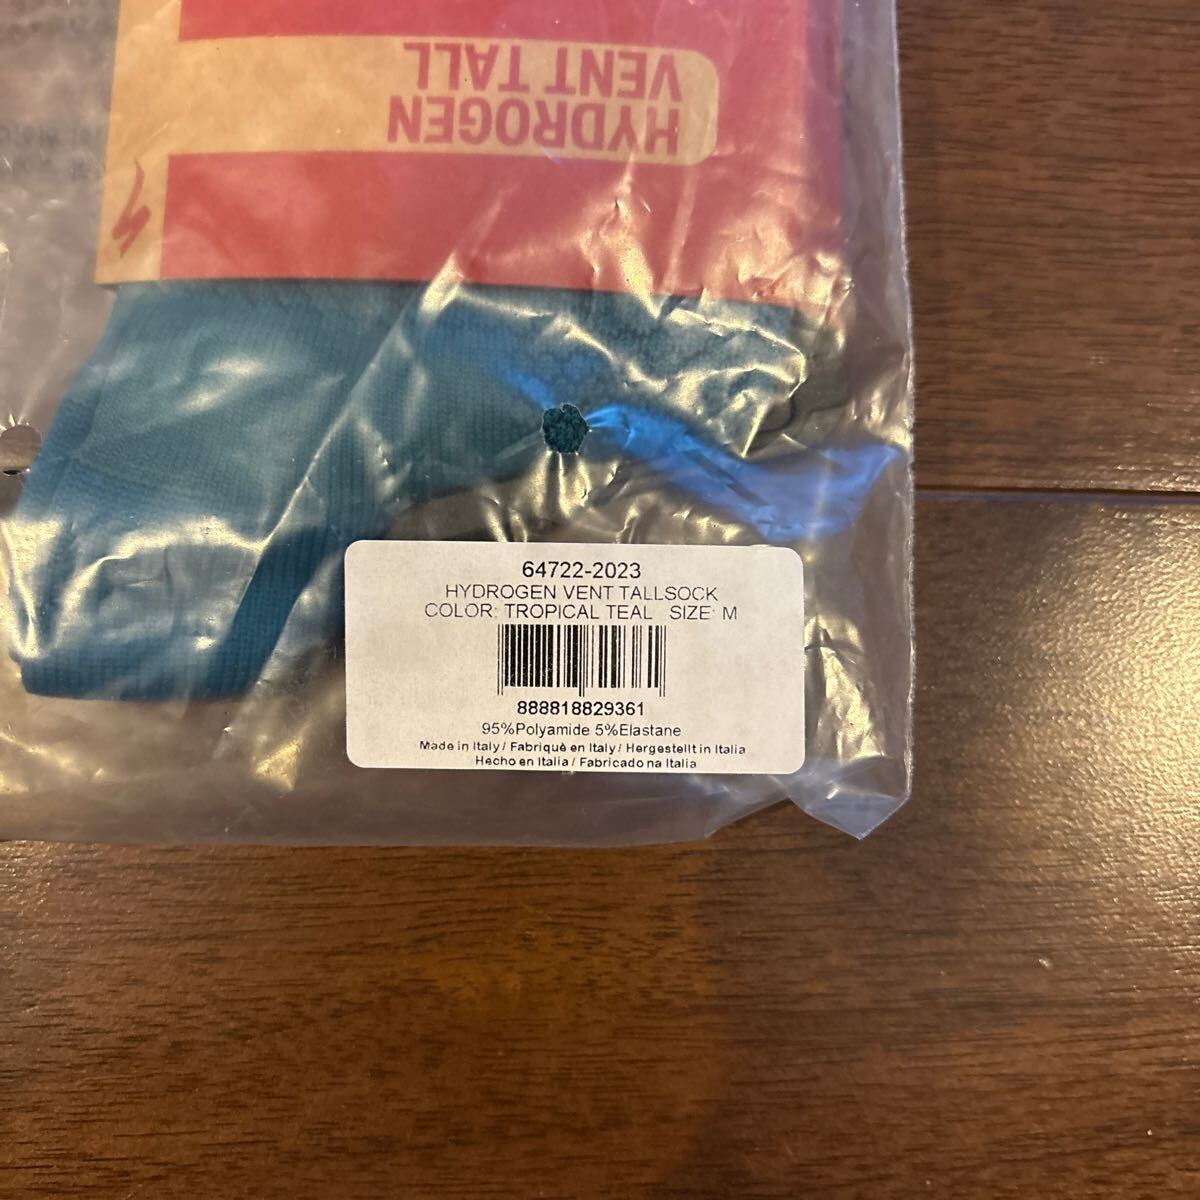 HYDROGEN
VENT TALL
64722-2023
HYDROGEN VENT TALLSOCK
COLOR: TROPICAL TEAL SIZE: M
888818829361
95%Polyamide 5%Elastane
Made in Italy / Fabriquè en Italy / Hergestellt in Italia
Hecho en Italia / Fabricado na Italia